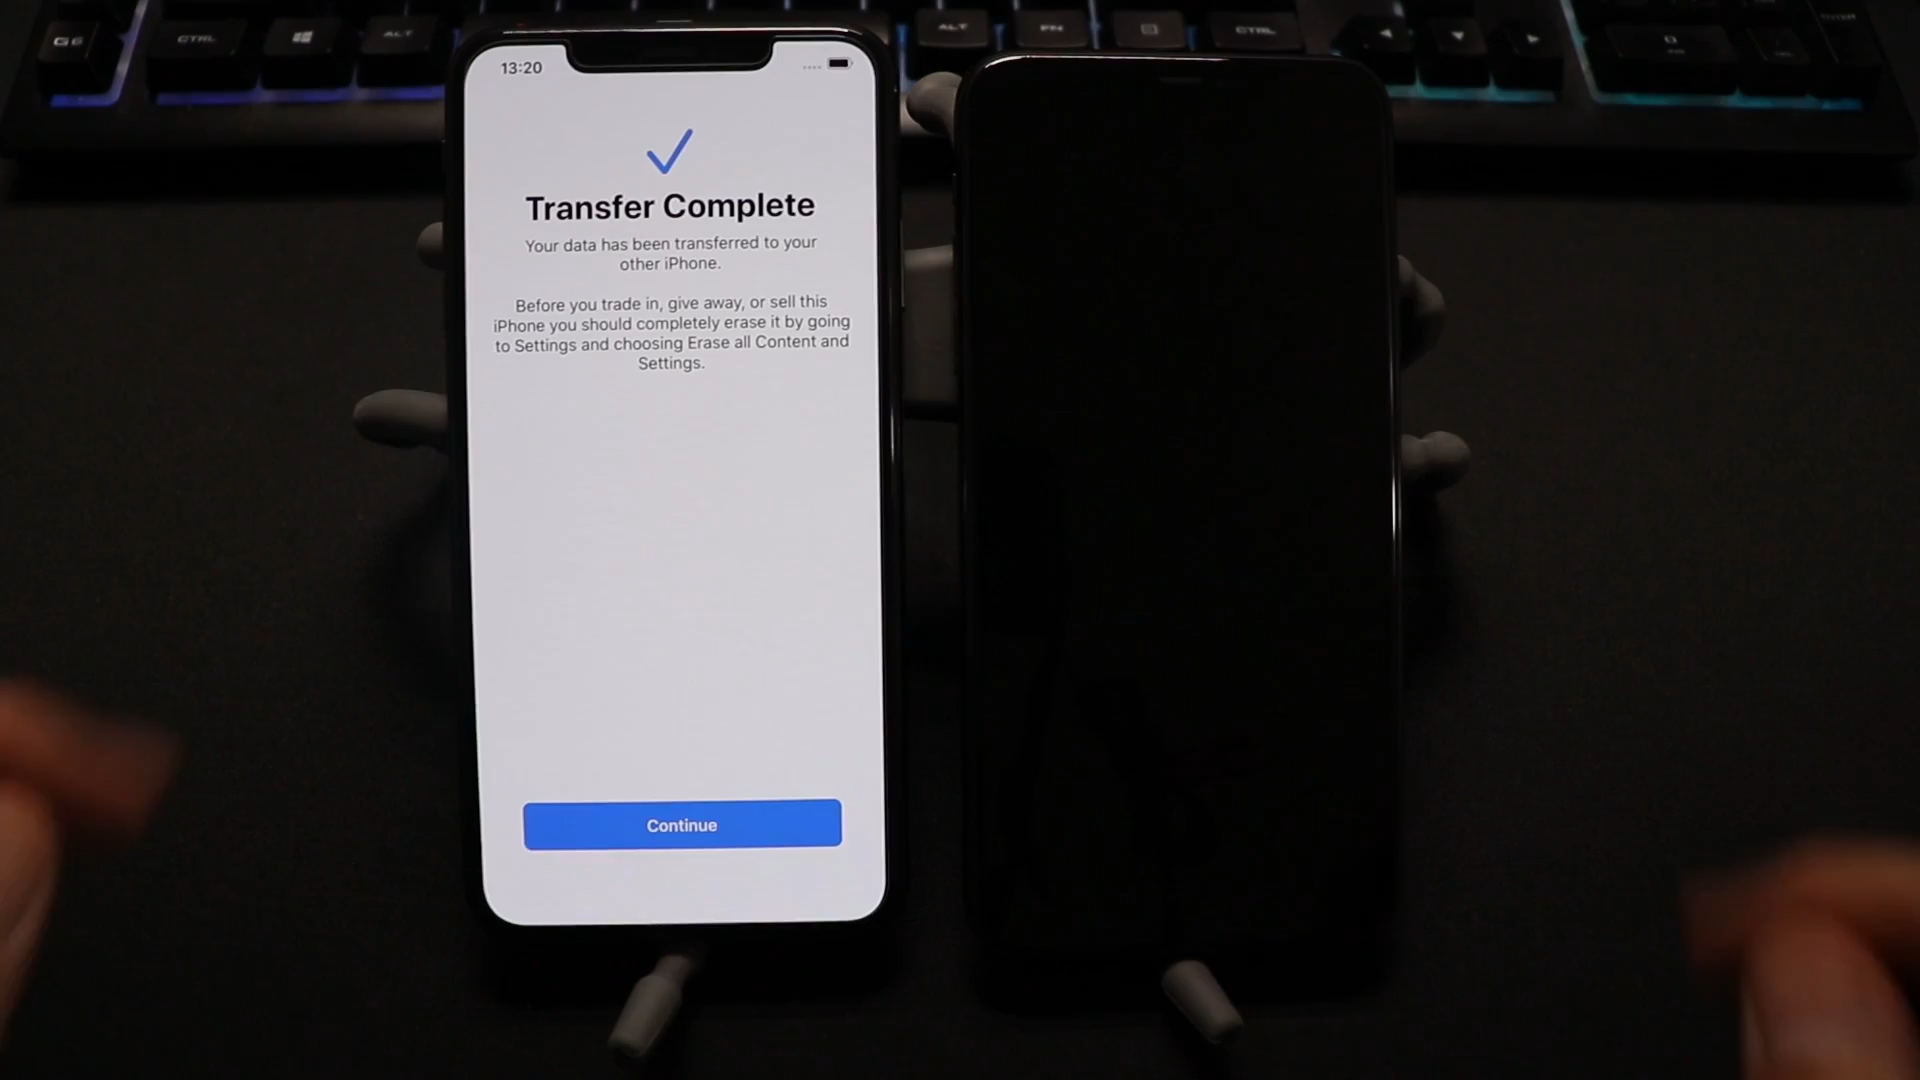 G6
CTRL
ALT
ALT
FN
CTRL
13:20
Transfer Complete
Your data has been transferred to your
other iPhone.
Before you trade in, give away, or sell this
iPhone you should completely erase it by going
to Settings and choosing Erase all Content and
Settings.
Continue